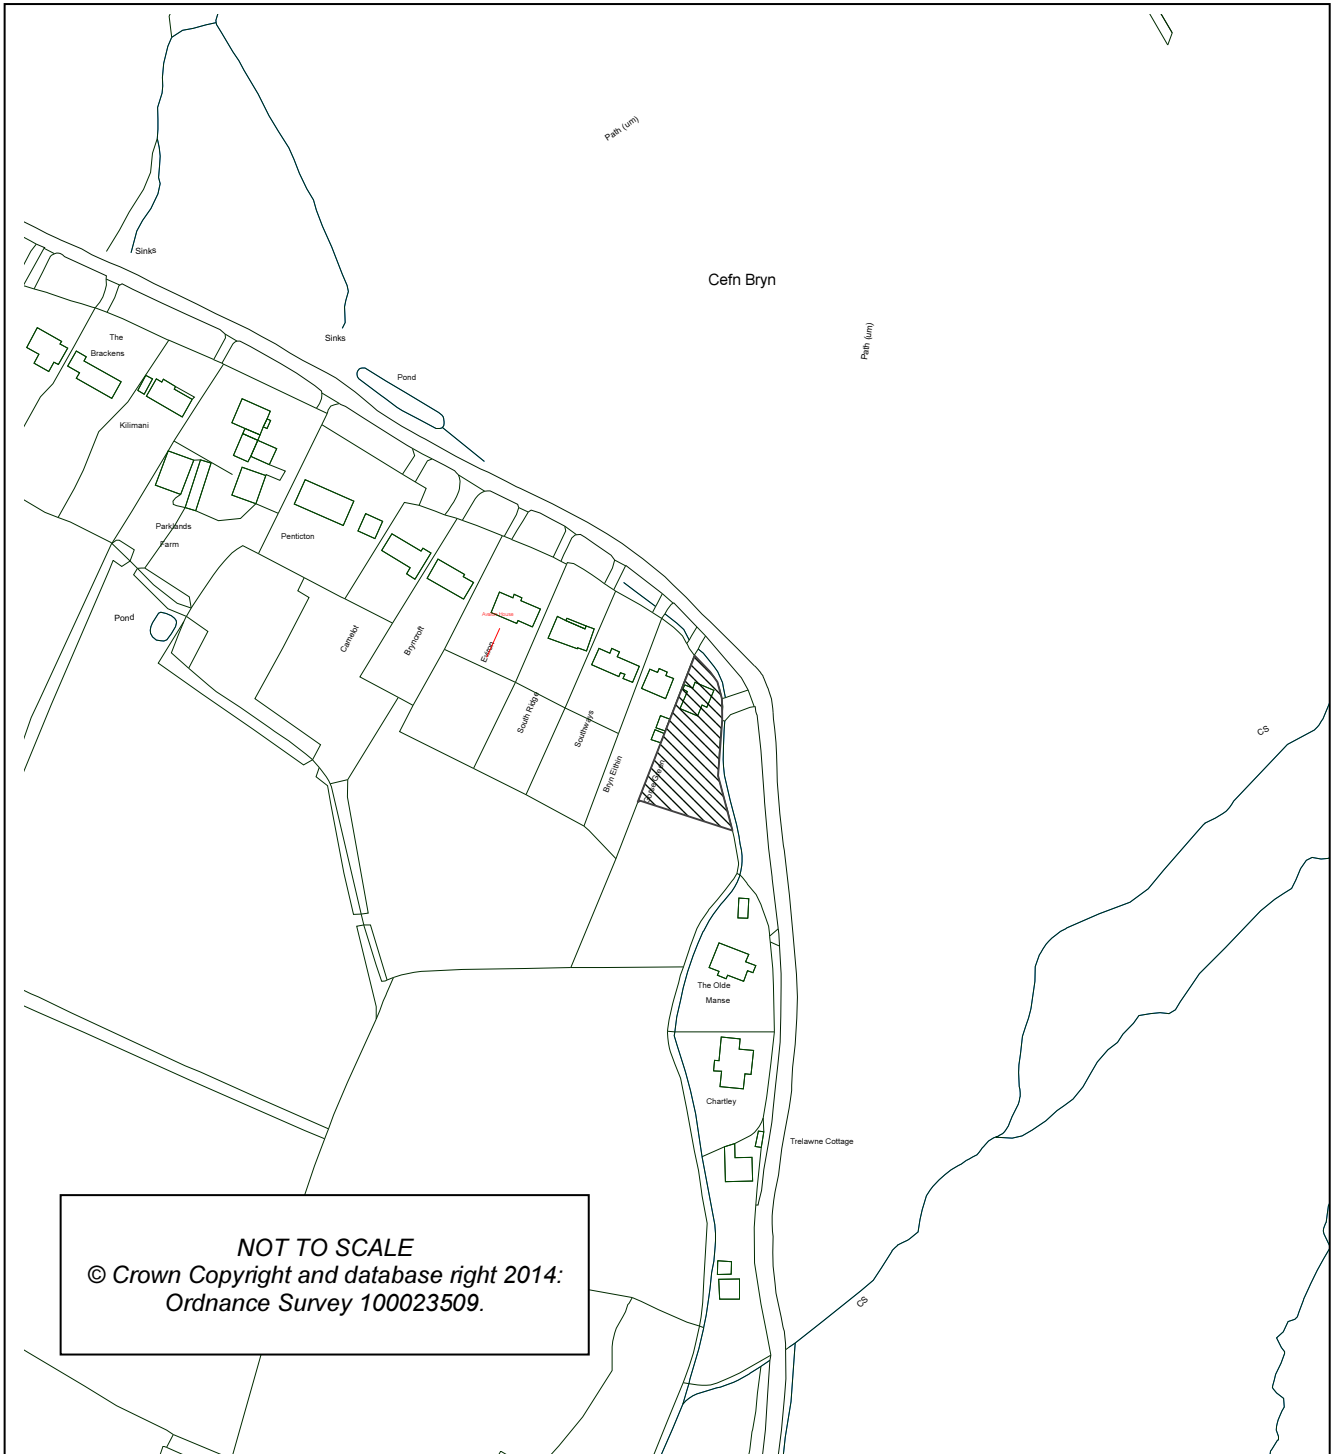 Path (um)
Sinks
Cefn Bryn
Sinks
Path (um)
The
Brackens
Pond
Kilimani
Parklands
Farm
Penticton
Pond
Camelot
Bryncroft
South Ridge
Southways
Bryn Eithin
CS
The Olde
Manse
Chartley
Trelawne Cottage
NOT TO SCALE
© Crown Copyright and database right 2014:
Ordnance Survey 100023509.
CS